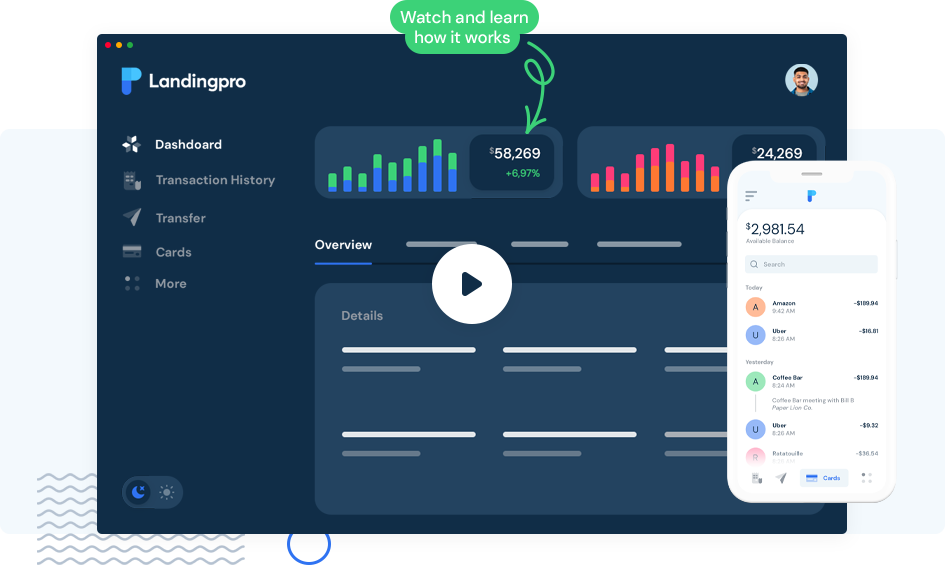 Watch and learn
how it works
Landingpro
Dashdoard
Transaction History
Transfer
Cards
More
$58,269
+6,97%
$24,269
Overview
Details
$2,981.54
Available Balance
Search
Today
A Amazon -$189.94
9:42 AM
U Uber -$16.81
8:26 AM
Yesterday
A Coffee Bar -$189.94
8:24 AM
Coffee Bar meeting with Bill B
Paper Lion Co.
U Uber -$9.32
8:26 AM
R Ratatouille -$36.54
Cards